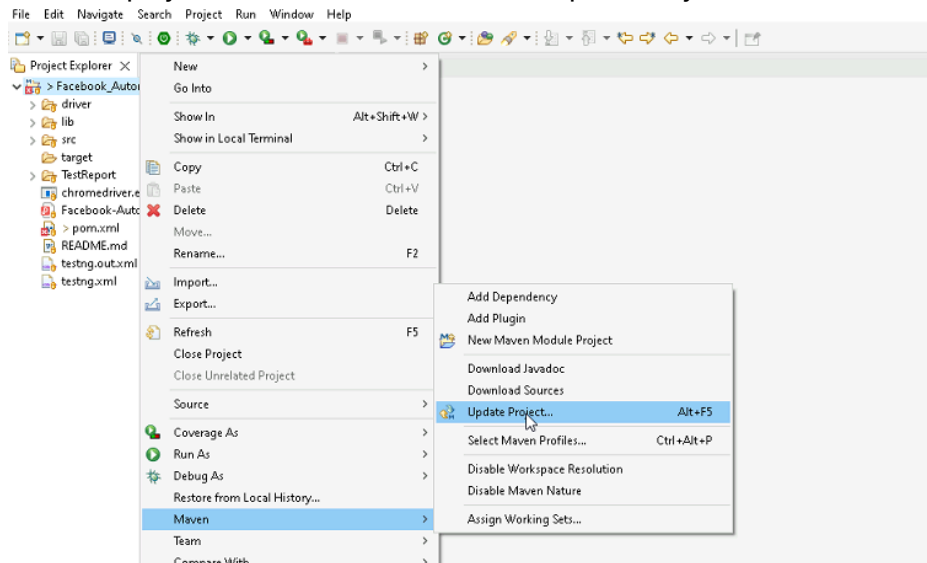 File Edit Navigate Search Project Run Window Help
Project Explorer
> Facebook_Autor
driver
lib
src
target
TestReport
chromedriver.e
Facebook-Auto
> pom.xml
README.md
testng.out.xml
testng.xml
New
Go Into
Show In Alt+Shift+W >
Show in Local Terminal
Copy Ctrl+C
Paste Ctrl+V
Delete Delete
Move...
Rename... F2
Import...
Export...
Refresh F5
Close Project
Close Unrelated Project
Source
Coverage As
Run As
Debug As
Restore from Local History...
Maven
Team
Compare With
Add Dependency
Add Plugin
New Maven Module Project
Download Javadoc
Download Sources
Update Project... Alt+F5
Select Maven Profiles... Ctrl+Alt+P
Disable Workspace Resolution
Disable Maven Nature
Assign Working Sets...